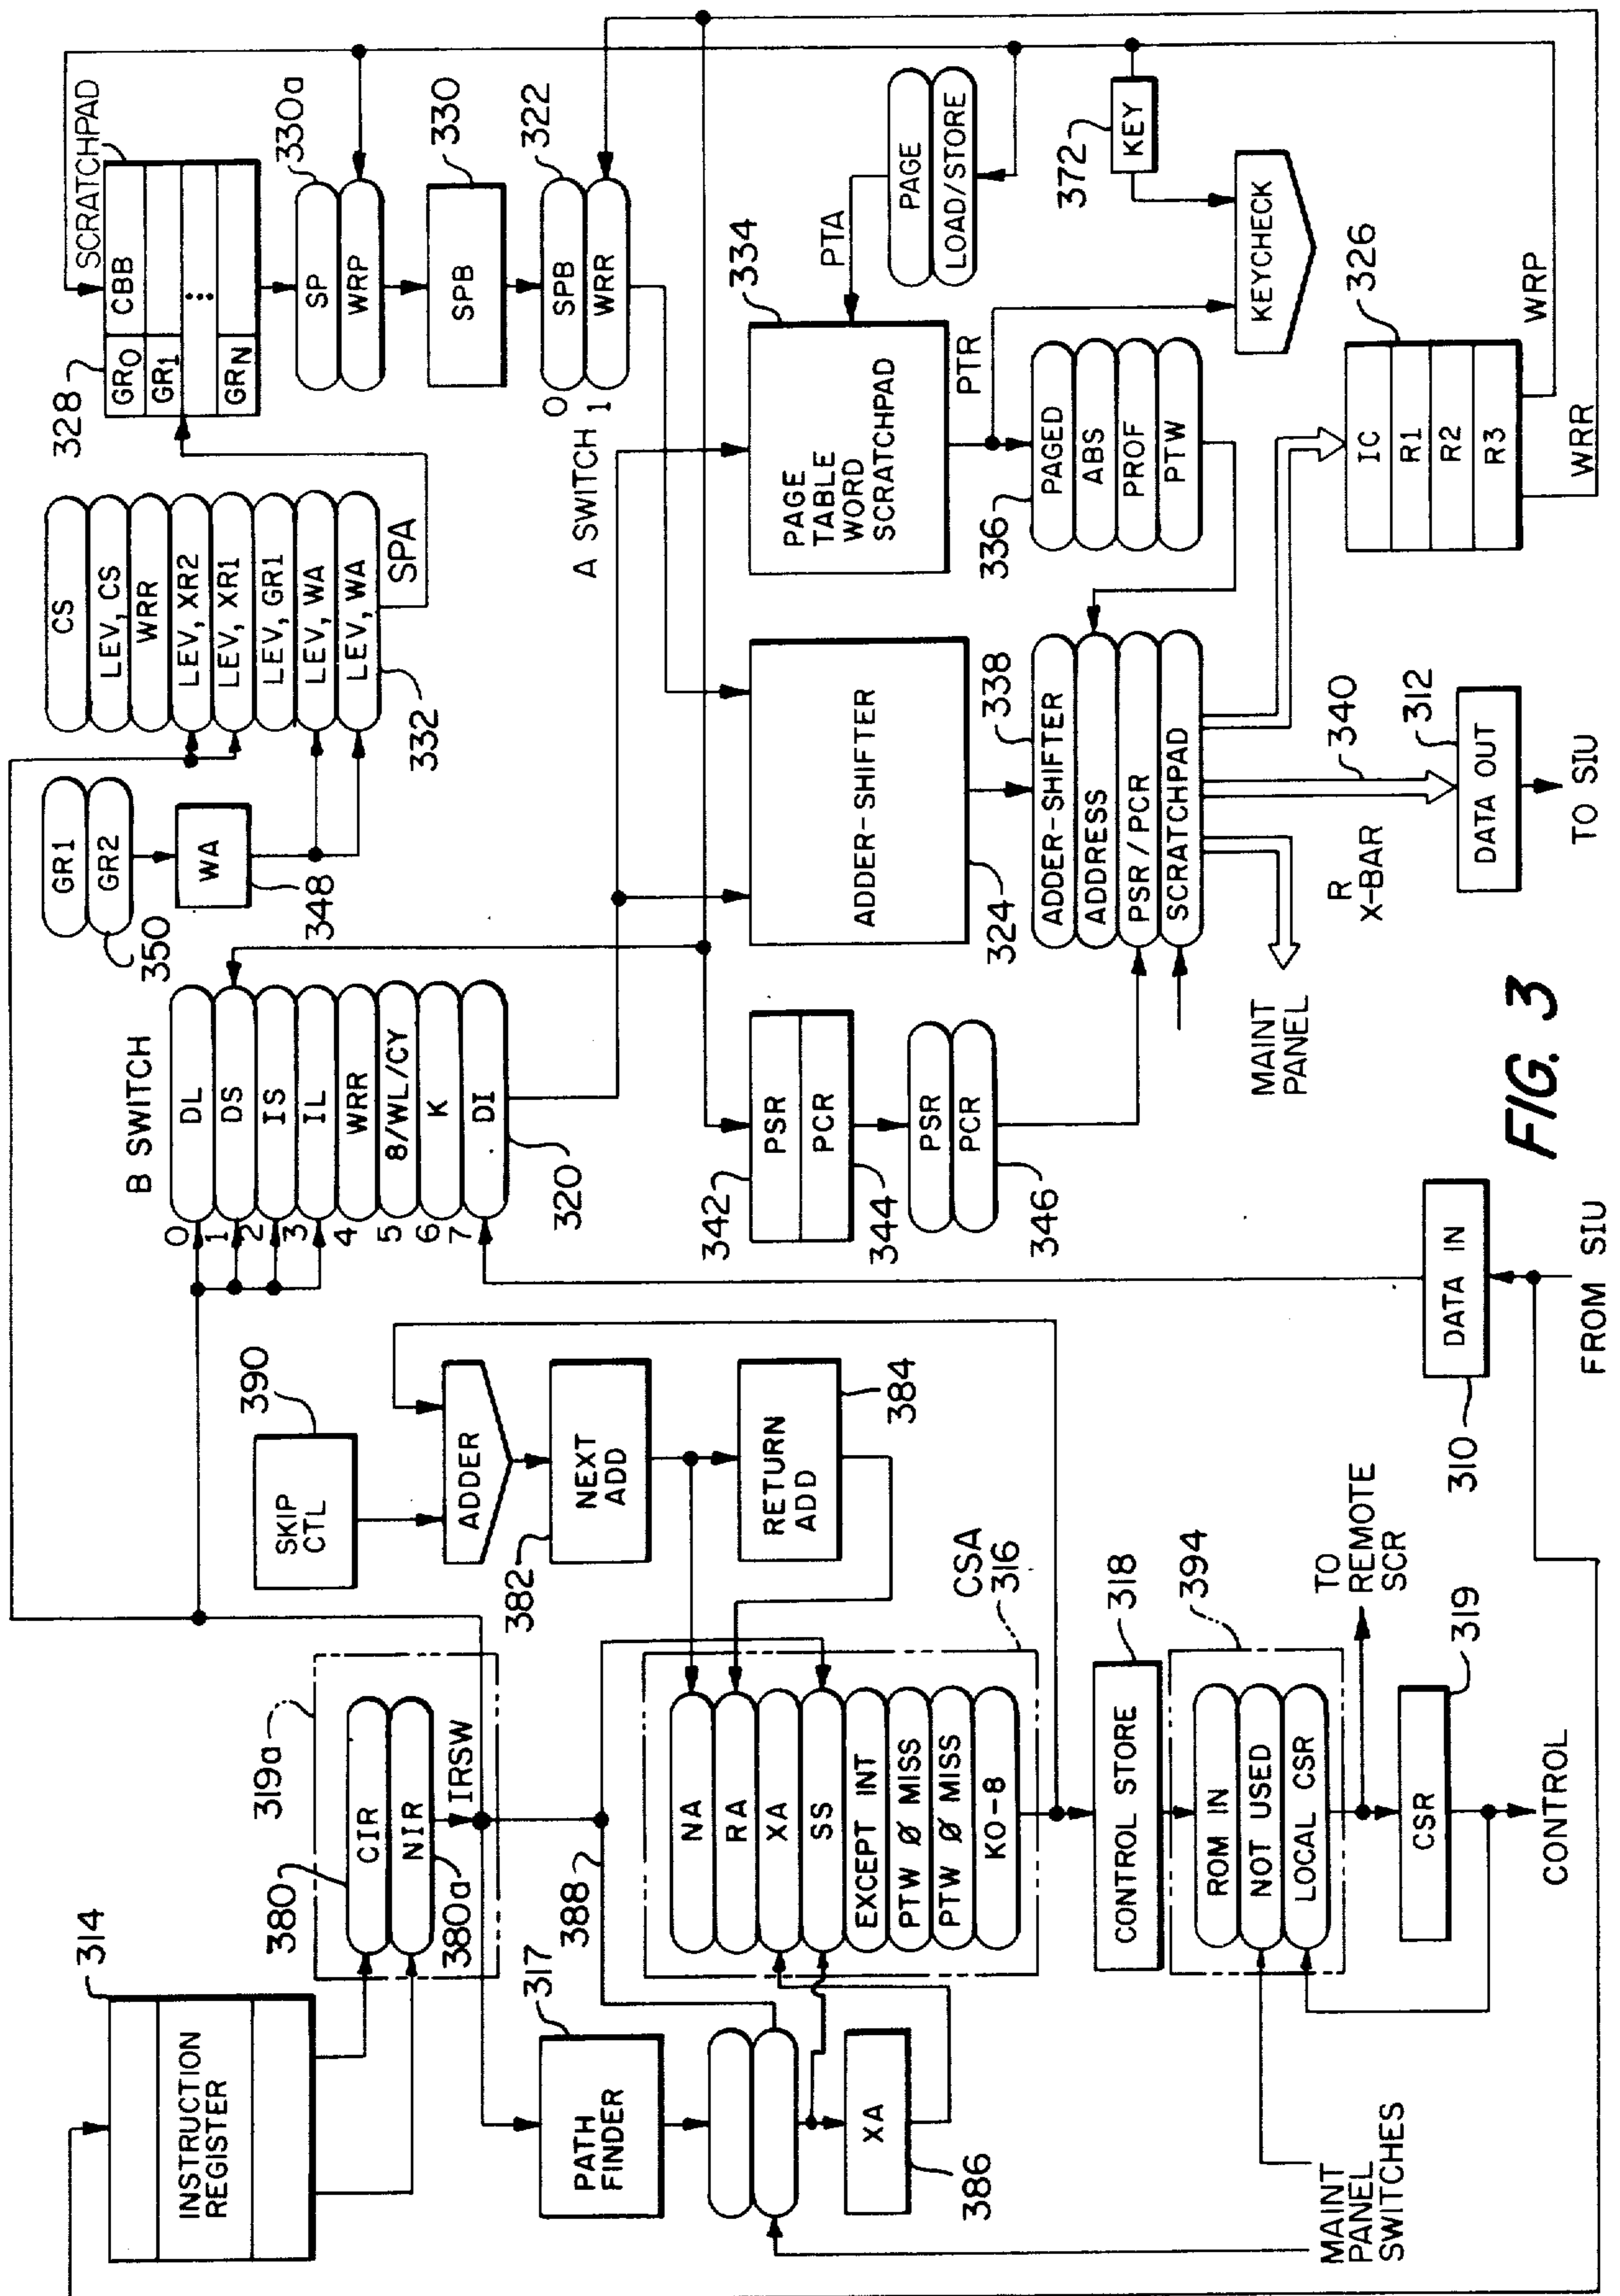 314
INSTRUCTION
REGISTER
319a
380
CIR
NIR
380a
IRSW
317
PATH
FINDER
388
XA
386
MAINT
PANEL
SWITCHES
390
SKIP
CTL
ADDER
382
NEXT
ADD
RETURN
ADD
384
CSA
316
NA
RA
XA
SS
EXCEPT INT
PTW Ø MISS
PTW Ø MISS
KO-8
CONTROL STORE
318
394
ROM IN
NOT USED
LOCAL CSR
TO
REMOTE
SCR
CSR
319
CONTROL
B SWITCH
0
DL
1
DS
2
IS
3
IL
4
WRR
5
8/WL/CY
6
K
7
DI
320
342
PSR
PCR
344
PSR
PCR
346
310
DATA IN
FROM SIU
GR1
GR2
350
WA
348
CS
LEV, CS
WRR
LEV, XR2
LEV, XR1
LEV, GR1
LEV, WA
LEV, WA
332
SPA
328
SCRATCHPAD
GR0
CBB
GR1
GRN
SP
WRP
330a
SPB
330
A SWITCH
0
SPB
1
WRR
322
ADDER-SHIFTER
324
338
ADDER-SHIFTER
ADDRESS
PSR/PCR
SCRATCHPAD
MAINT
PANEL
R
X-BAR
340
312
DATA OUT
TO SIU
334
PAGE
TABLE
WORD
SCRATCHPAD
PTA
PAGE
LOAD/STORE
372
KEY
KEYCHECK
PTR
336
PAGED
ABS
PROF
PTW
326
IC
R1
R2
R3
WRP
WRR
FIG. 3